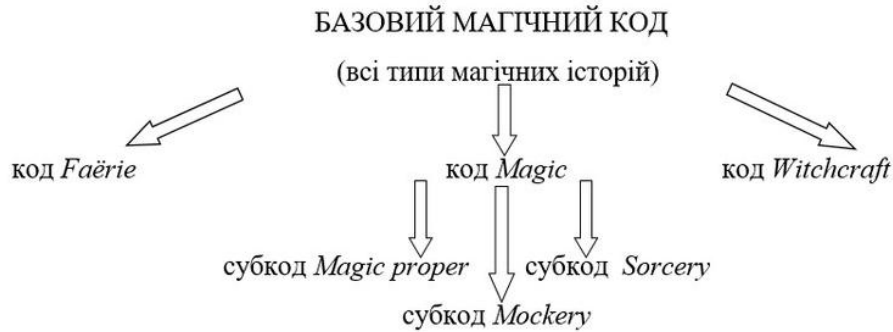 БАЗОВИЙ МАГІЧНИЙ КОД
(всі типи магічних історій)
код Faërie код Magic код Witchcraft
субкод Magic proper субкод Sorcery
субкод Mockery